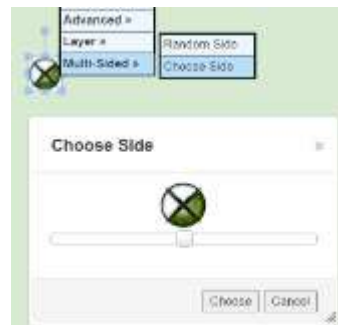 Advanced »
Layer »
Random Side
Multi-Sided »
Choose Side
Choose Side
×
Choose
Cancel